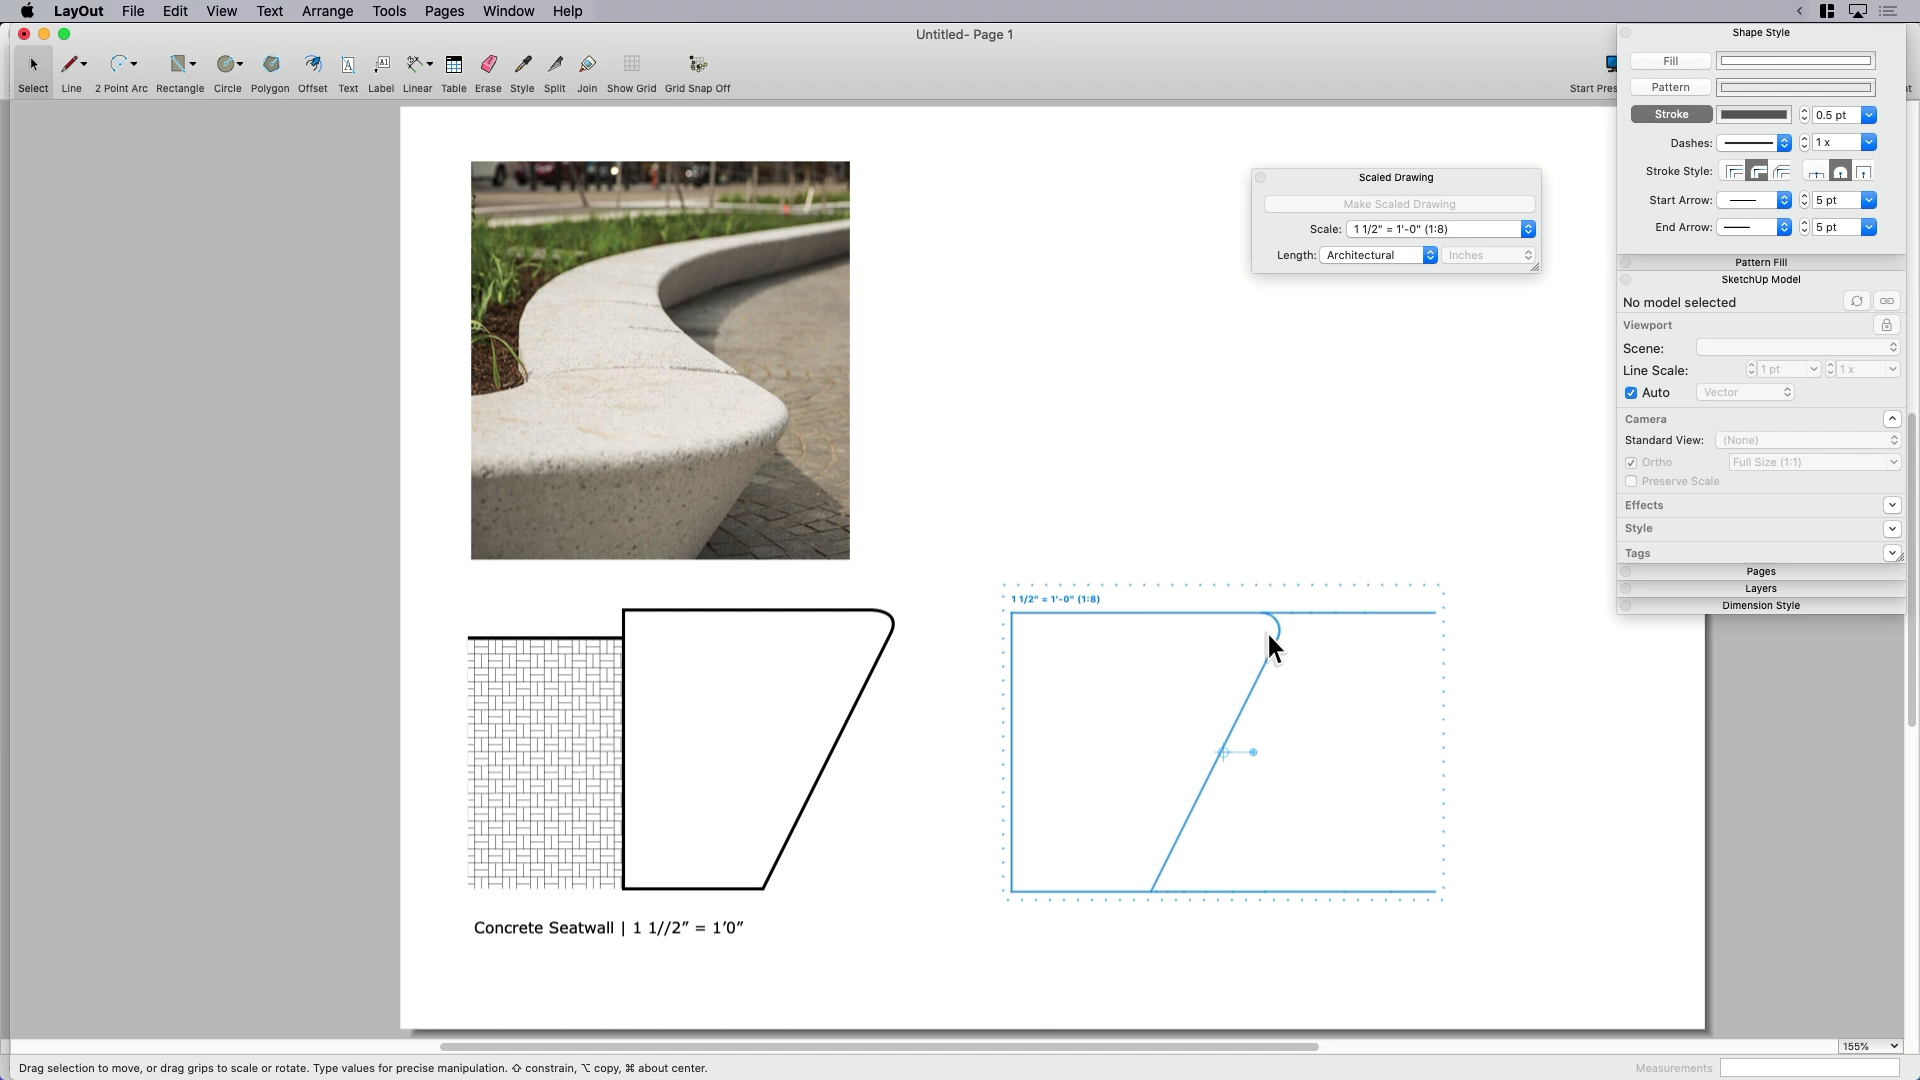 LayOut File Edit View Text Arrange Tools Pages Window Help
Untitled- Page 1
Select Line 2 Point Arc Rectangle Circle Polygon Offset Text Label Linear Table Erase Style Split Join Show Grid Grid Snap Off
Start Pres
Shape Style
Fill
Pattern
Stroke 0.5 pt
Dashes: 1 x
Stroke Style:
Start Arrow: 5 pt
End Arrow: 5 pt
Pattern Fill
SketchUp Model
No model selected
Viewport
Scene:
Line Scale: 1 pt 1 x
Auto Vector
Camera
Standard View: (None)
Ortho Full Size (1:1)
Preserve Scale
Effects
Style
Tags
Pages
Layers
Dimension Style
Scaled Drawing
Make Scaled Drawing
Scale: 1 1/2" = 1'-0" (1:8)
Length: Architectural Inches
1 1/2" = 1'-0" (1:8)
Concrete Seatwall | 1 1//2” = 1’0”
155%
Drag selection to move, or drag grips to scale or rotate. Type values for precise manipulation. ⇧ constrain, ⌥ copy, ⌘ about center.
Measurements